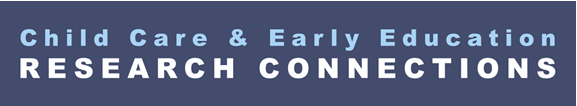 Child Care & Early Education
RESEARCH CONNECTIONS